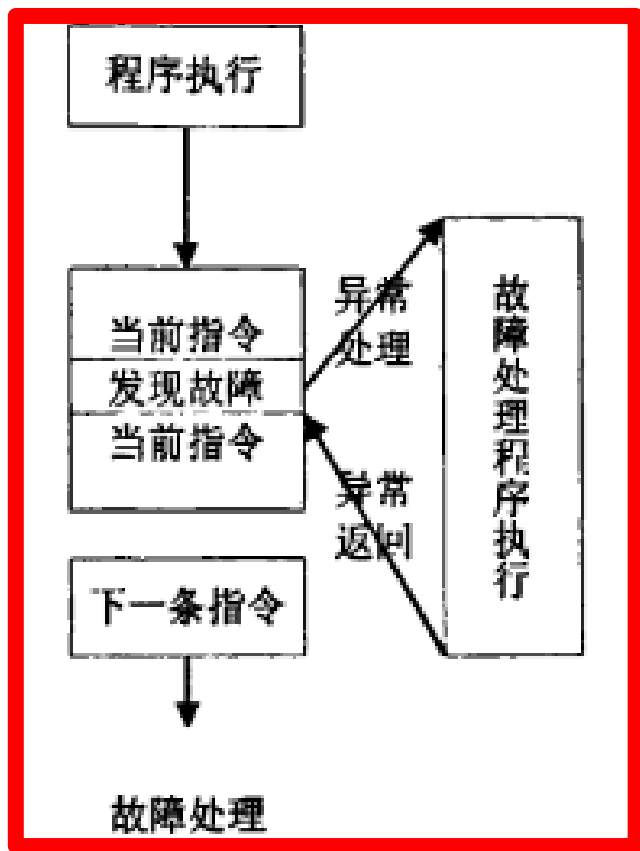 程序执行
当前指令
发现故障
当前指令
下一条指令
异常
处理
异常
返回
故障处理程序执行
故障处理